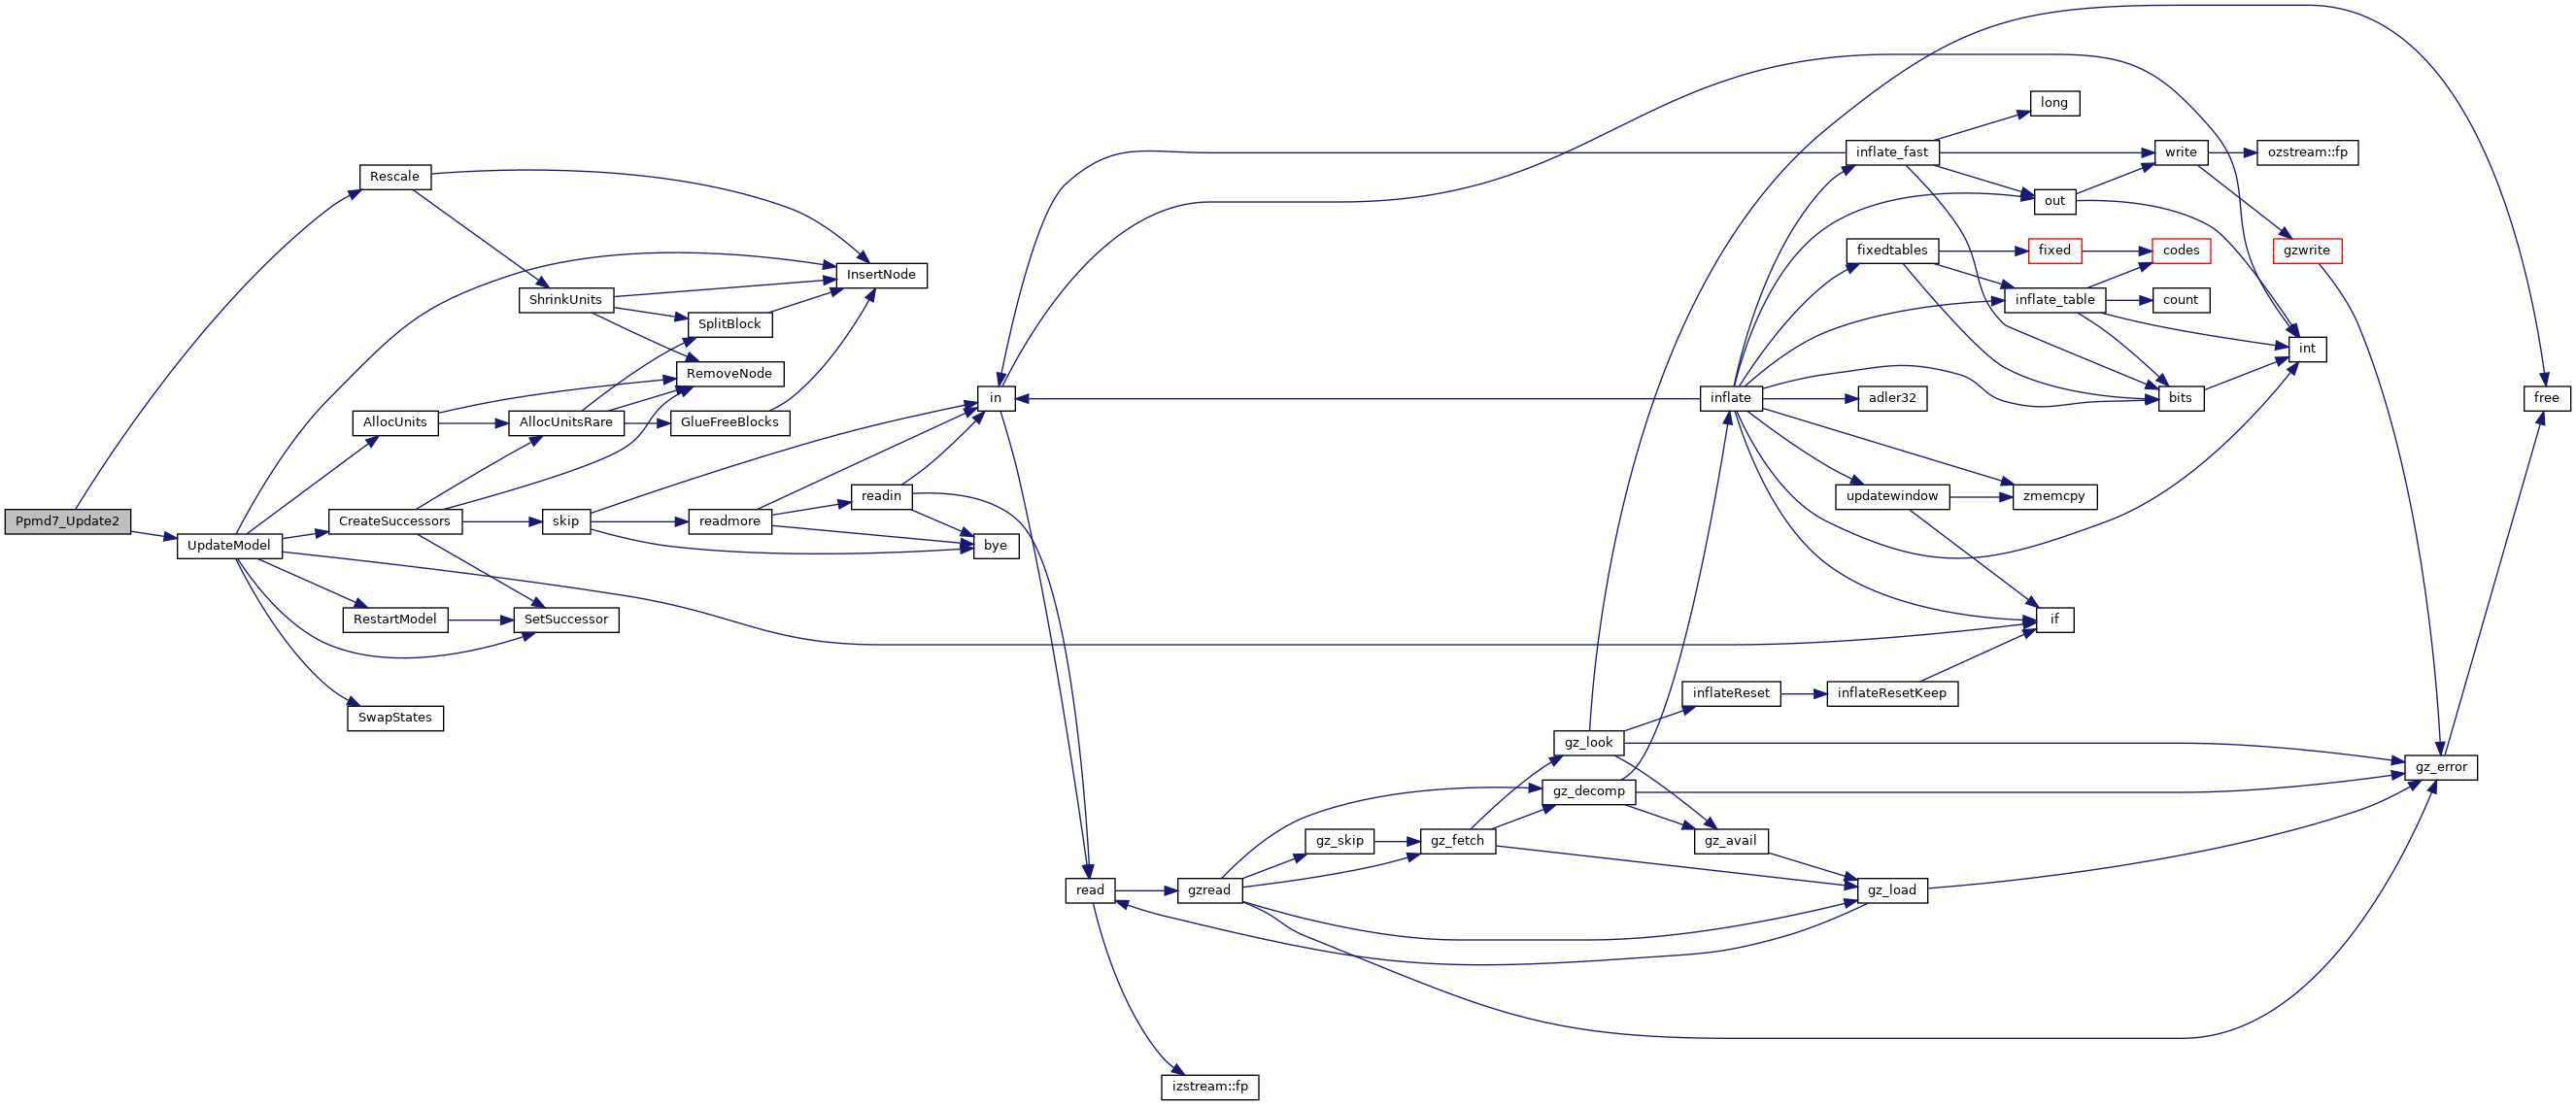 Ppmd7_Update2
Rescale
UpdateModel
AllocUnits
CreateSuccessors
RestartModel
SwapStates
ShrinkUnits
AllocUnitsRare
skip
SetSuccessor
SplitBlock
RemoveNode
GlueFreeBlocks
readmore
InsertNode
readin
in
bye
read
gzread
izstream::fp
gz_skip
gz_fetch
gz_look
gz_decomp
inflateReset
gz_avail
inflate
inflate_fast
fixedtables
adler32
updatewindow
inflateResetKeep
gz_load
long
out
fixed
inflate_table
zmemcpy
if
write
codes
count
bits
ozstream::fp
gzwrite
int
gz_error
free